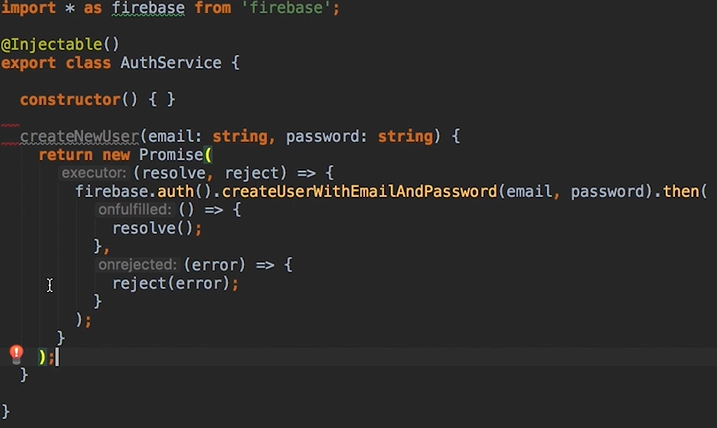 import * as firebase from 'firebase';
@Injectable()
export class AuthService {
constructor() { }
createNewUser(email: string, password: string) {
return new Promise(
executor: (resolve, reject) => {
firebase.auth().createUserWithEmailAndPassword(email, password).then(
onfulfilled: () => {
resolve();
},
onrejected: (error) => {
reject(error);
}
);
}
);
}
}